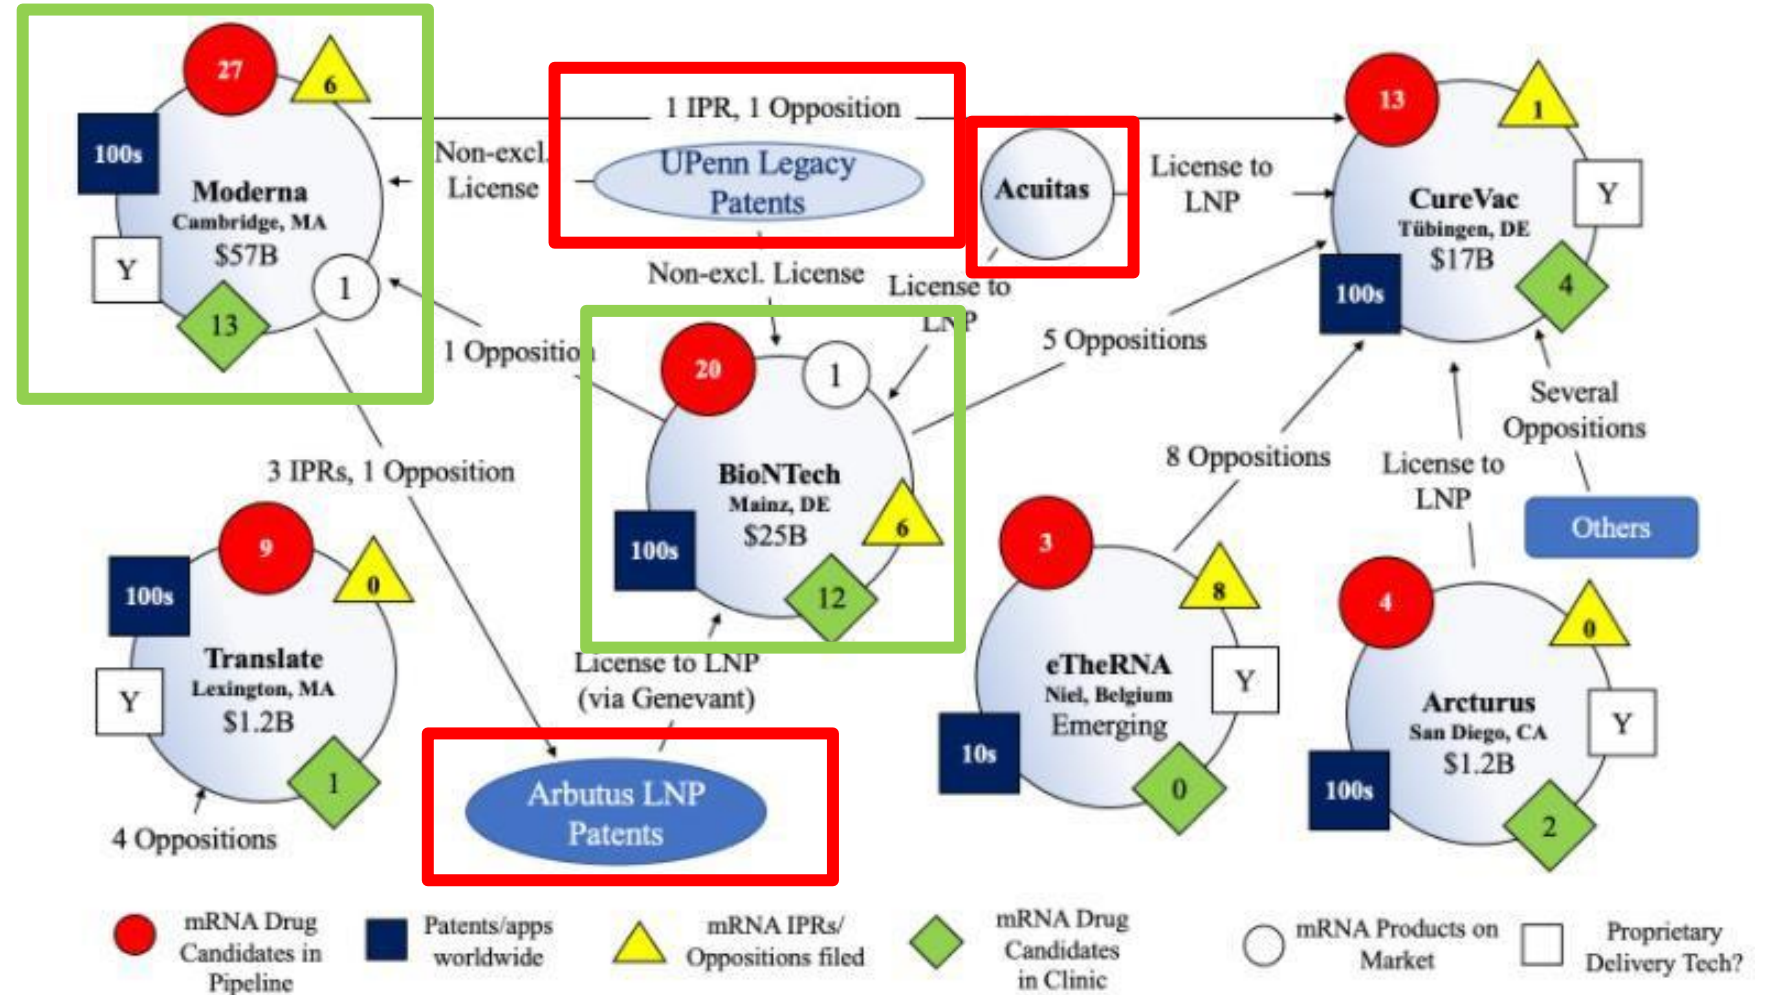 27
6
100s
Moderna
Cambridge, MA
$57B
Y
1
13
1 IPR, 1 Opposition
UPenn Legacy
Patents
Non-excl.
License
Acuitas
License to
LNP
13
1
Y
CureVac
Tübingen, DE
$17B
100s
4
Non-excl. License
License to
LNP
1 Opposition
5 Oppositions
20
1
BioNTech
Mainz, DE
$25B
100s
6
12
3 IPRs, 1 Opposition
8 Oppositions
License to
LNP
Several
Oppositions
Others
9
0
100s
Translate
Lexington, MA
$1.2B
Y
1
4 Oppositions
License to LNP
(via Genevant)
Arbutus LNP
Patents
3
8
eTheRNA
Niel, Belgium
Emerging
Y
10s
0
4
0
Arcturus
San Diego, CA
$1.2B
Y
100s
2
mRNA Drug
Candidates in
Pipeline
Patents/apps
worldwide
mRNA IPRs/
Oppositions filed
mRNA Drug
Candidates
in Clinic
mRNA Products on
Market
Proprietary
Delivery Tech?